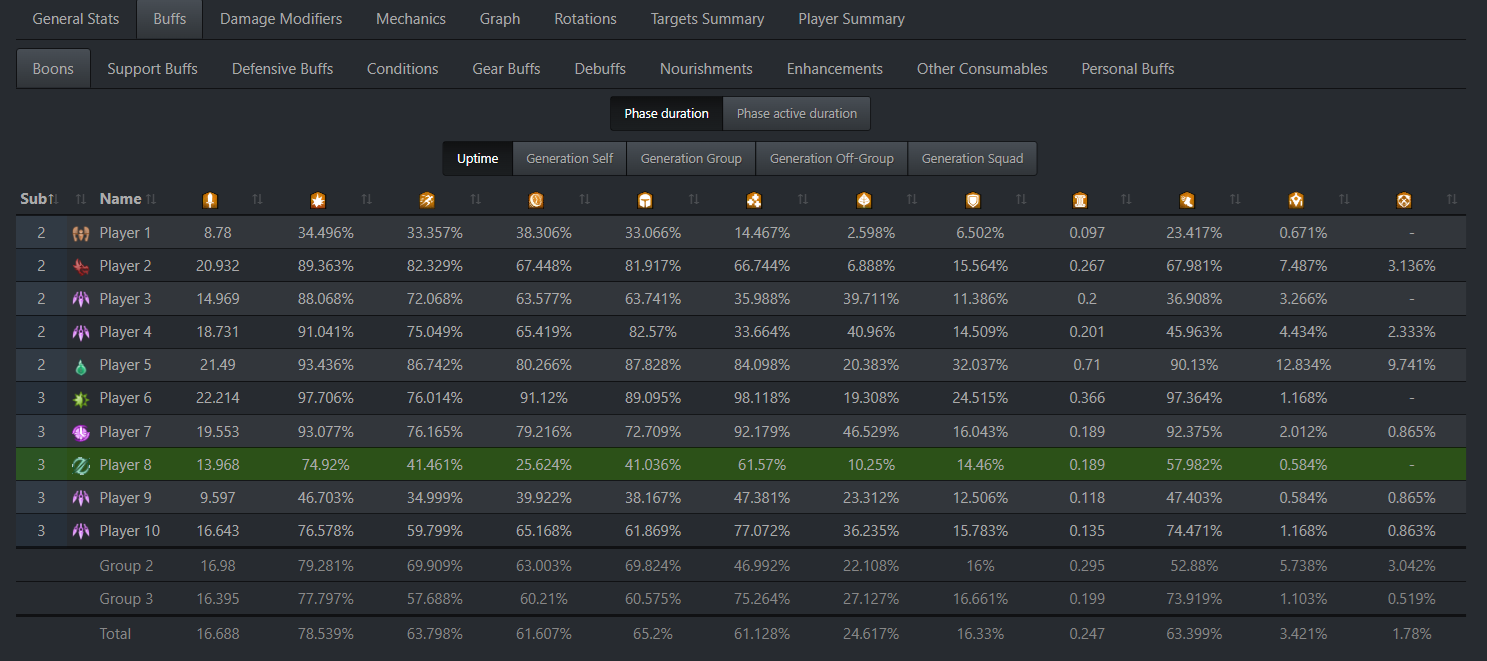 General Stats Buffs Damage Modifiers Mechanics Graph Rotations Targets Summary Player Summary
Boons Support Buffs Defensive Buffs Conditions Gear Buffs Debuffs Nourishments Enhancements Other Consumables Personal Buffs
Phase duration Phase active duration
Uptime Generation Self Generation Group Generation Off-Group Generation Squad
Sub Name
2 Player 1 8.78 34.496% 33.357% 38.306% 33.066% 14.467% 2.598% 6.502% 0.097 23.417% 0.671% -
2 Player 2 20.932 89.363% 82.329% 67.448% 81.917% 66.744% 6.888% 15.564% 0.267 67.981% 7.487% 3.136%
2 Player 3 14.969 88.068% 72.068% 63.577% 63.741% 35.988% 39.711% 11.386% 0.2 36.908% 3.266% -
2 Player 4 18.731 91.041% 75.049% 65.419% 82.57% 33.664% 40.96% 14.509% 0.201 45.963% 4.434% 2.333%
2 Player 5 21.49 93.436% 86.742% 80.266% 87.828% 84.098% 20.383% 32.037% 0.71 90.13% 12.834% 9.741%
3 Player 6 22.214 97.706% 76.014% 91.12% 89.095% 98.118% 19.308% 24.515% 0.366 97.364% 1.168% -
3 Player 7 19.553 93.077% 76.165% 79.216% 72.709% 92.179% 46.529% 16.043% 0.189 92.375% 2.012% 0.865%
3 Player 8 13.968 74.92% 41.461% 25.624% 41.036% 61.57% 10.25% 14.46% 0.189 57.982% 0.584% -
3 Player 9 9.597 46.703% 34.999% 39.922% 38.167% 47.381% 23.312% 12.506% 0.118 47.403% 0.584% 0.865%
3 Player 10 16.643 76.578% 59.799% 65.168% 61.869% 77.072% 36.235% 15.783% 0.135 74.471% 1.168% 0.863%
Group 2 16.98 79.281% 69.909% 63.003% 69.824% 46.992% 22.108% 16% 0.295 52.88% 5.738% 3.042%
Group 3 16.395 77.797% 57.688% 60.21% 60.575% 75.264% 27.127% 16.661% 0.199 73.919% 1.103% 0.519%
Total 16.688 78.539% 63.798% 61.607% 65.2% 61.128% 24.617% 16.33% 0.247 63.399% 3.421% 1.78%